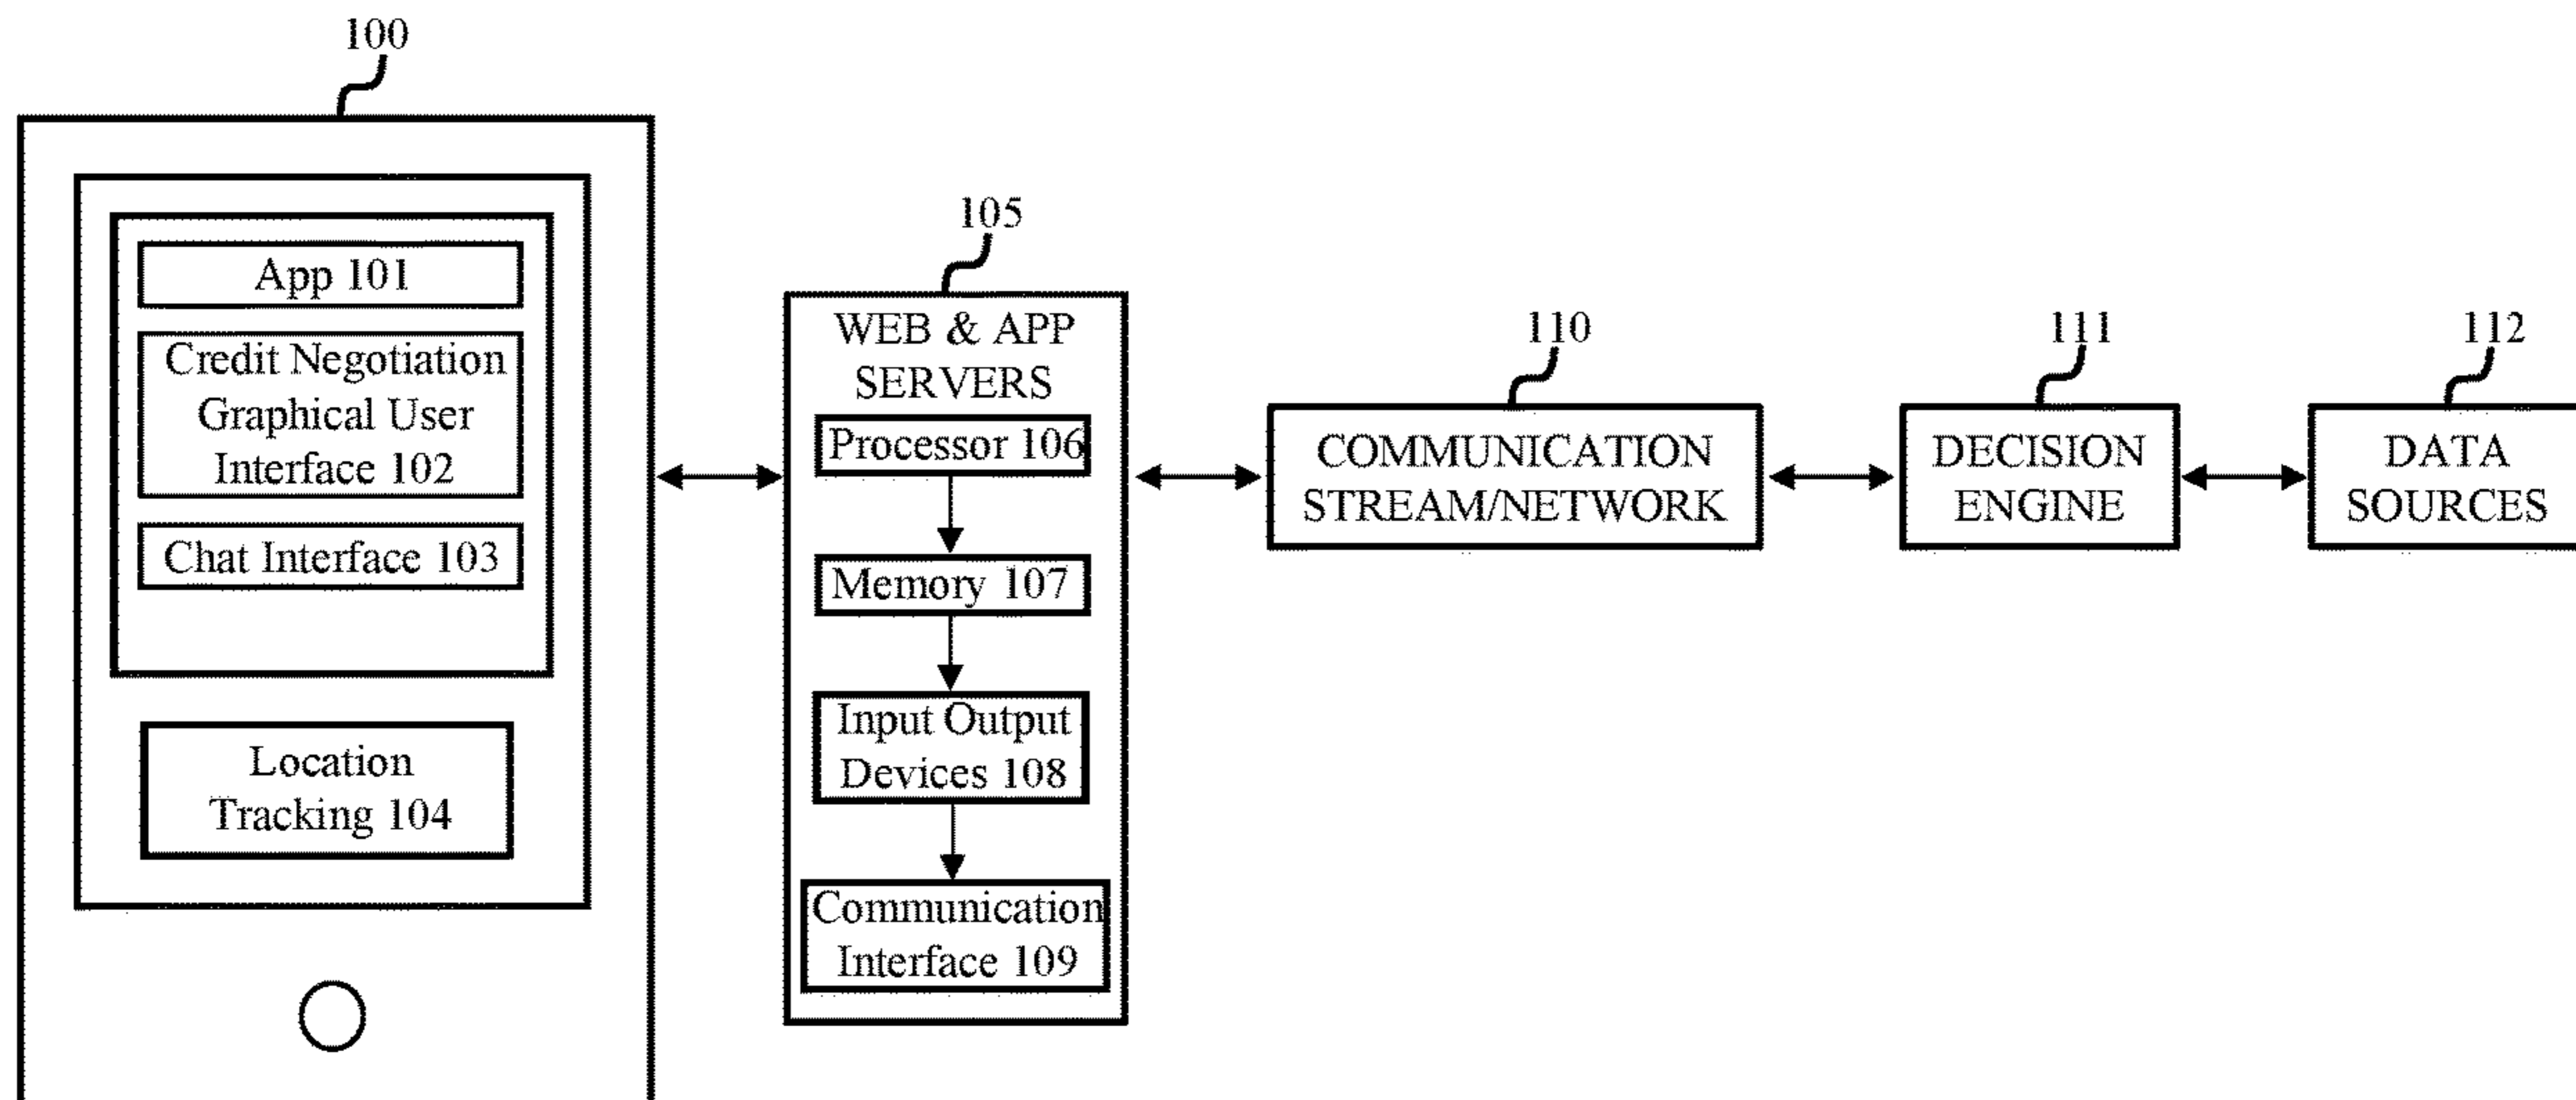 100
App 101
Credit Negotiation
Graphical User
Interface 102
Chat Interface 103
Location
Tracking 104
105
WEB & APP
SERVERS
Processor 106
Memory 107
Input Output
Devices 108
Communication
Interface 109
110
COMMUNICATION
STREAM/NETWORK
111
DECISION
ENGINE
112
DATA
SOURCES